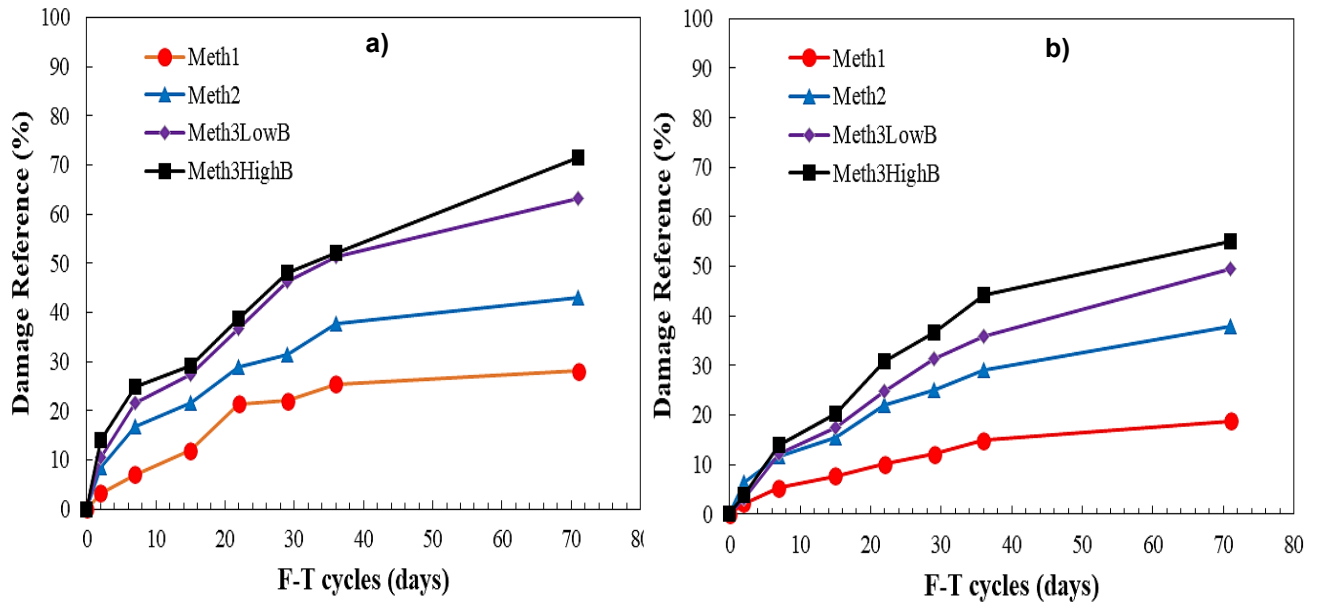 a)
Damage Reference (%)
100
90
80
70
60
50
40
30
20
10
0
Meth1
Meth2
Meth3LowB
Meth3HighB
0 10 20 30 40 50 60 70 80
F-T cycles (days)
b)
Damage Reference (%)
100
90
80
70
60
50
40
30
20
10
0
Meth1
Meth2
Meth3LowB
Meth3HighB
0 10 20 30 40 50 60 70 80
F-T cycles (days)